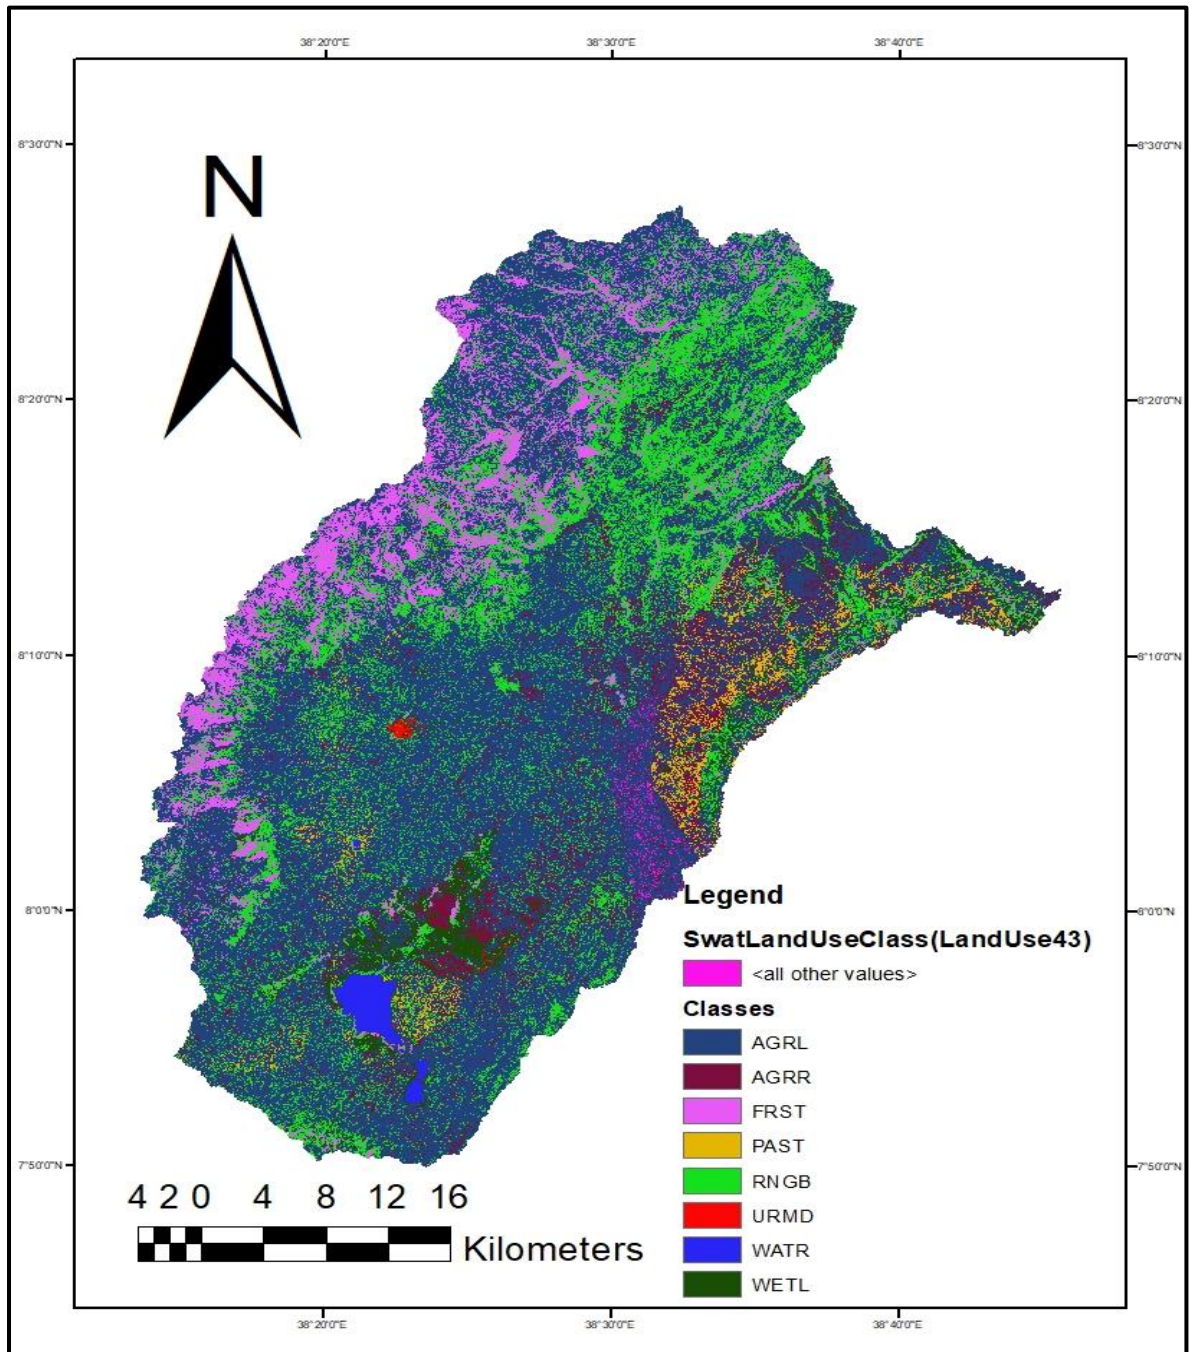 38°20'0"E 38°30'0"E 38°40'0"E
8°30'0"N 8°30'0"N
N
8°20'0"N 8°20'0"N
8°10'0"N 8°10'0"N
8°0'0"N 8°0'0"N
Legend
SwatLandUseClass(LandUse43)
<all other values>
Classes
AGRL
AGRR
FRST
PAST
RNGB
URMD
WATR
WETL
7°50'0"N 7°50'0"N
4 2 0 4 8 12 16
Kilometers
38°20'0"E 38°30'0"E 38°40'0"E